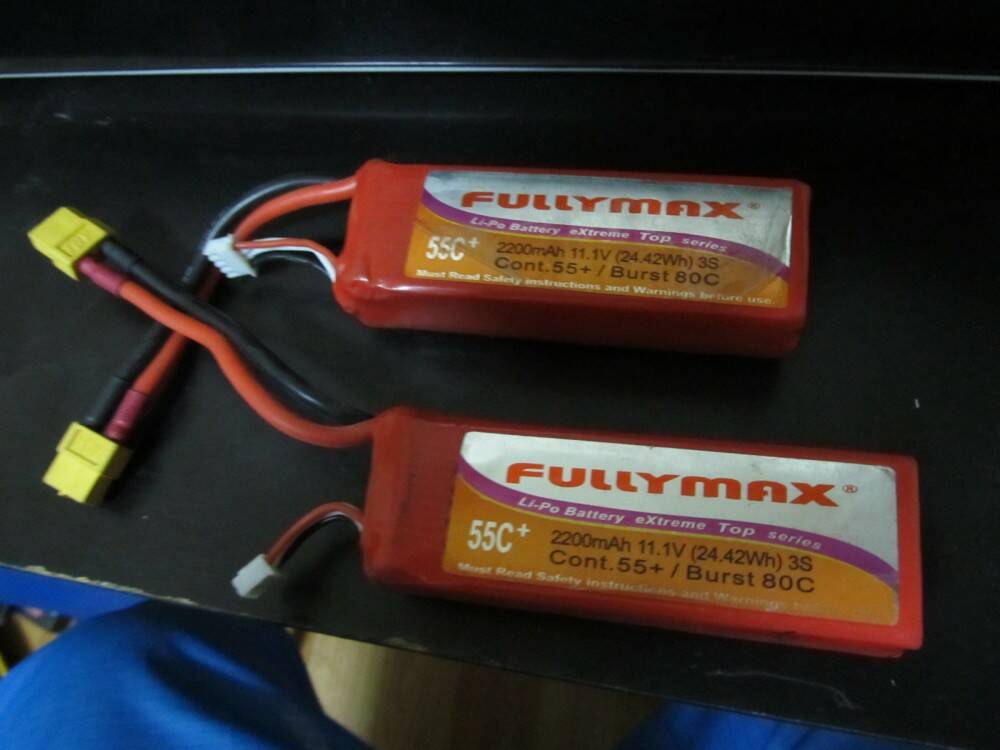 FULLYMAX®
Li-Po Battery eXtreme Top series
55C+
2200mAh 11.1V (24.42Wh) 3S
Cont.55+ / Burst 80C
Must Read Safety instructions and Warnings before use.
FULLYMAX®
Li-Po Battery eXtreme Top series
55C+
2200mAh 11.1V (24.42Wh) 3S
Cont.55+ / Burst 80C
Must Read Safety instructions and Warnings